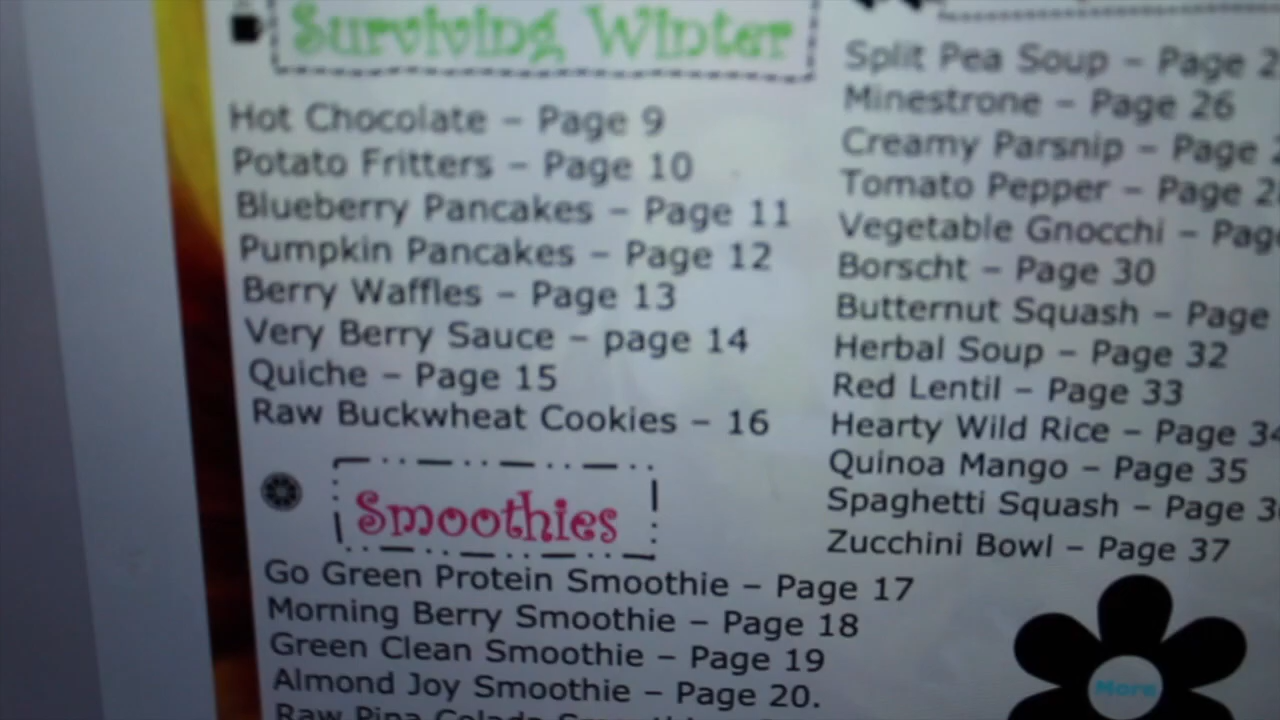 Surviving Winter
Hot Chocolate – Page 9
Potato Fritters – Page 10
Blueberry Pancakes – Page 11
Pumpkin Pancakes – Page 12
Berry Waffles – Page 13
Very Berry Sauce – page 14
Quiche – Page 15
Raw Buckwheat Cookies – 16
Smoothies
Go Green Protein Smoothie – Page 17
Morning Berry Smoothie – Page 18
Green Clean Smoothie – Page 19
Almond Joy Smoothie – Page 20.
Raw Pina Colada
Split Pea Soup – Page
Minestrone – Page 26
Creamy Parsnip – Page
Tomato Pepper – Page
Vegetable Gnocchi –
Borscht – Page 30
Butternut Squash – Page
Herbal Soup – Page 32
Red Lentil – Page 33
Hearty Wild Rice – Page 34
Quinoa Mango – Page 35
Spaghetti Squash – Page
Zucchini Bowl – Page 37
More